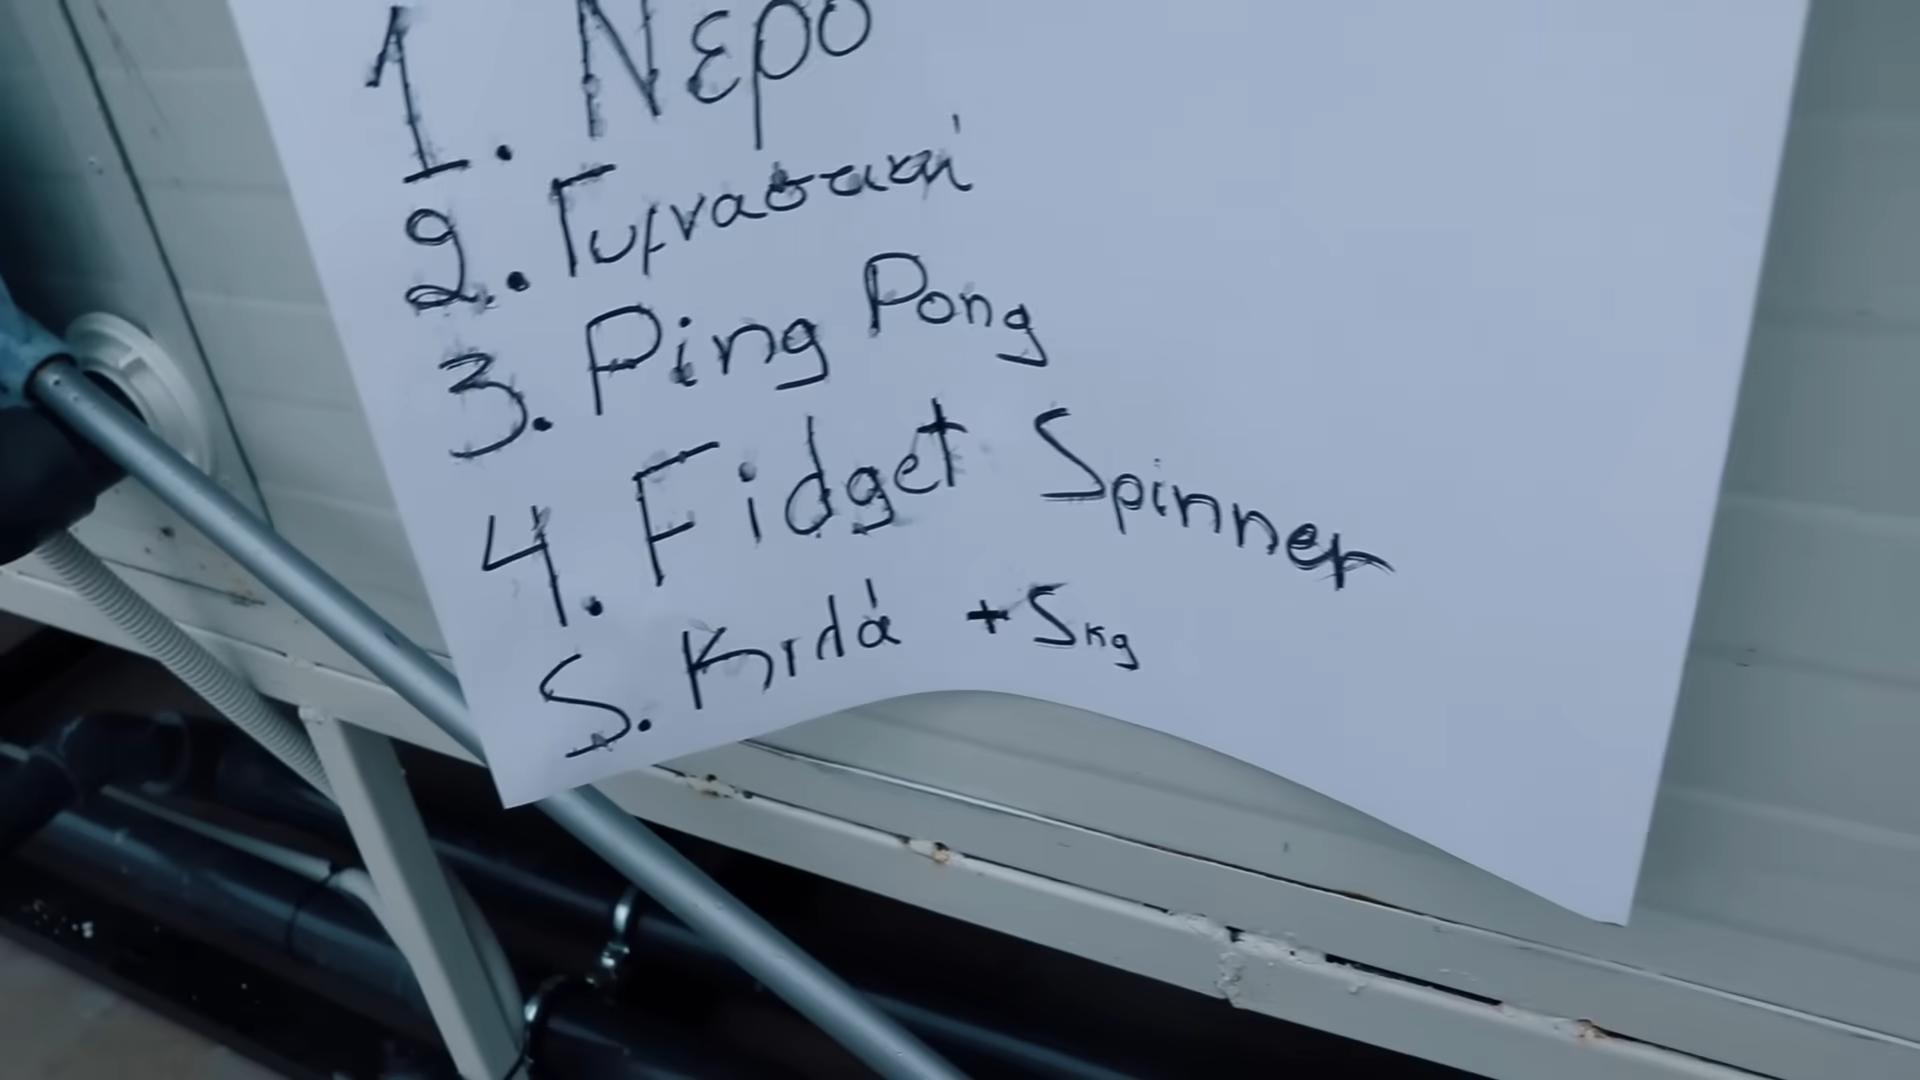 1. Νερο
2. Γυμναστική
3. Ping Pong
4. Fidget Spinner
5. Κιλά +5kg